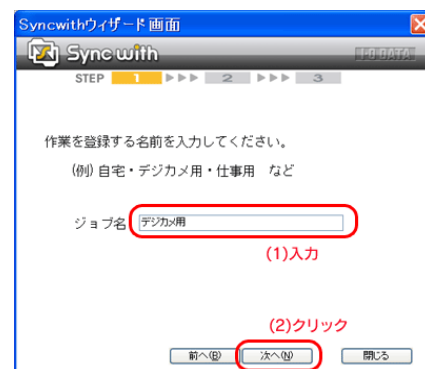 Syncwithウィザード画面
Sync with
I-O DATA
STEP 1 ▶▶▶ 2 ▶▶▶ 3
作業を登録する名前を入力してください。
(例) 自宅・デジカメ用・仕事用 など
ジョブ名 デジカメ用
(1)入力
(2)クリック
前へ(B) 次へ(N) 閉じる